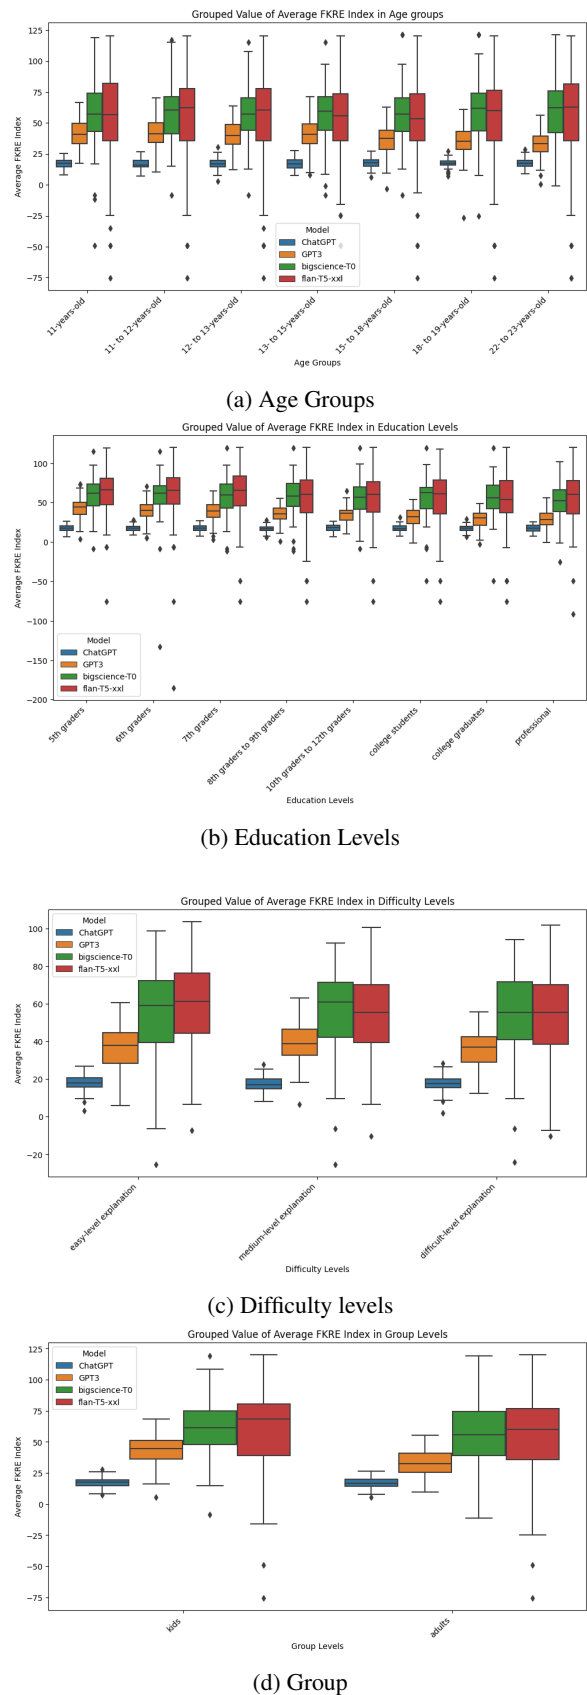 Grouped Value of Average FKRE Index in Age groups
125
100
75
50
25
0
−25
−50
−75
Average FKRE Index
Model
ChatGPT
GPT3
bigscience-T0
flan-T5-xxl
11-years-old
11- to 12-years-old
12- to 13-years-old
13- to 15-years-old
15- to 18-years-old
18- to 19-years-old
22- to 23-years-old
Age Groups
(a) Age Groups
Grouped Value of Average FKRE Index in Education Levels
100
50
0
−50
−100
−150
−200
Average FKRE Index
Model
ChatGPT
GPT3
bigscience-T0
flan-T5-xxl
5th graders
6th graders
7th graders
8th graders to 9th graders
10th graders to 12th graders
college students
college graduates
professional
Education Levels
(b) Education Levels
Grouped Value of Average FKRE Index in Difficulty Levels
100
80
60
40
20
0
−20
Average FKRE Index
Model
ChatGPT
GPT3
bigscience-T0
flan-T5-xxl
easy-level explanation
medium-level explanation
difficult-level explanation
Difficulty Levels
(c) Difficulty levels
Grouped Value of Average FKRE Index in Group Levels
125
100
75
50
25
0
−25
−50
−75
Average FKRE Index
Model
ChatGPT
GPT3
bigscience-T0
flan-T5-xxl
kids
adults
Group Levels
(d) Group